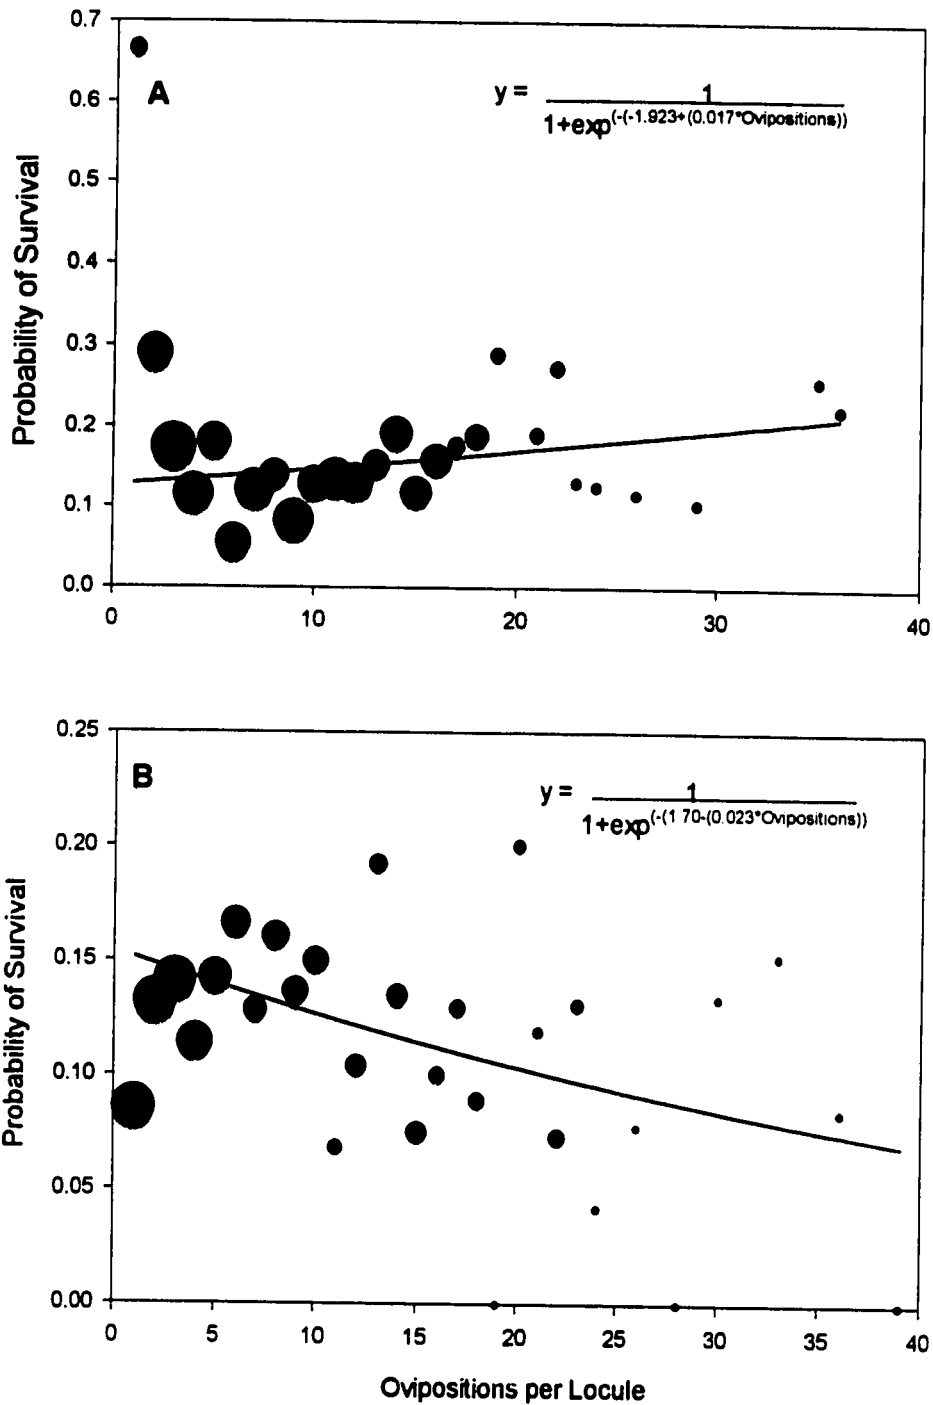 0.7
A
y = 1
1+exp(-(-1.923+(0.017*Ovipositions))
0.6
0.5
0.4
0.3
0.2
0.1
0.0
Probability of Survival
0 10 20 30 40
0.25
B
y = 1
1+exp(-(1 70-(0.023*Ovipositions))
0.20
0.15
0.10
0.05
0.00
Probability of Survival
0 5 10 15 20 25 30 35 40
Ovipositions per Locule